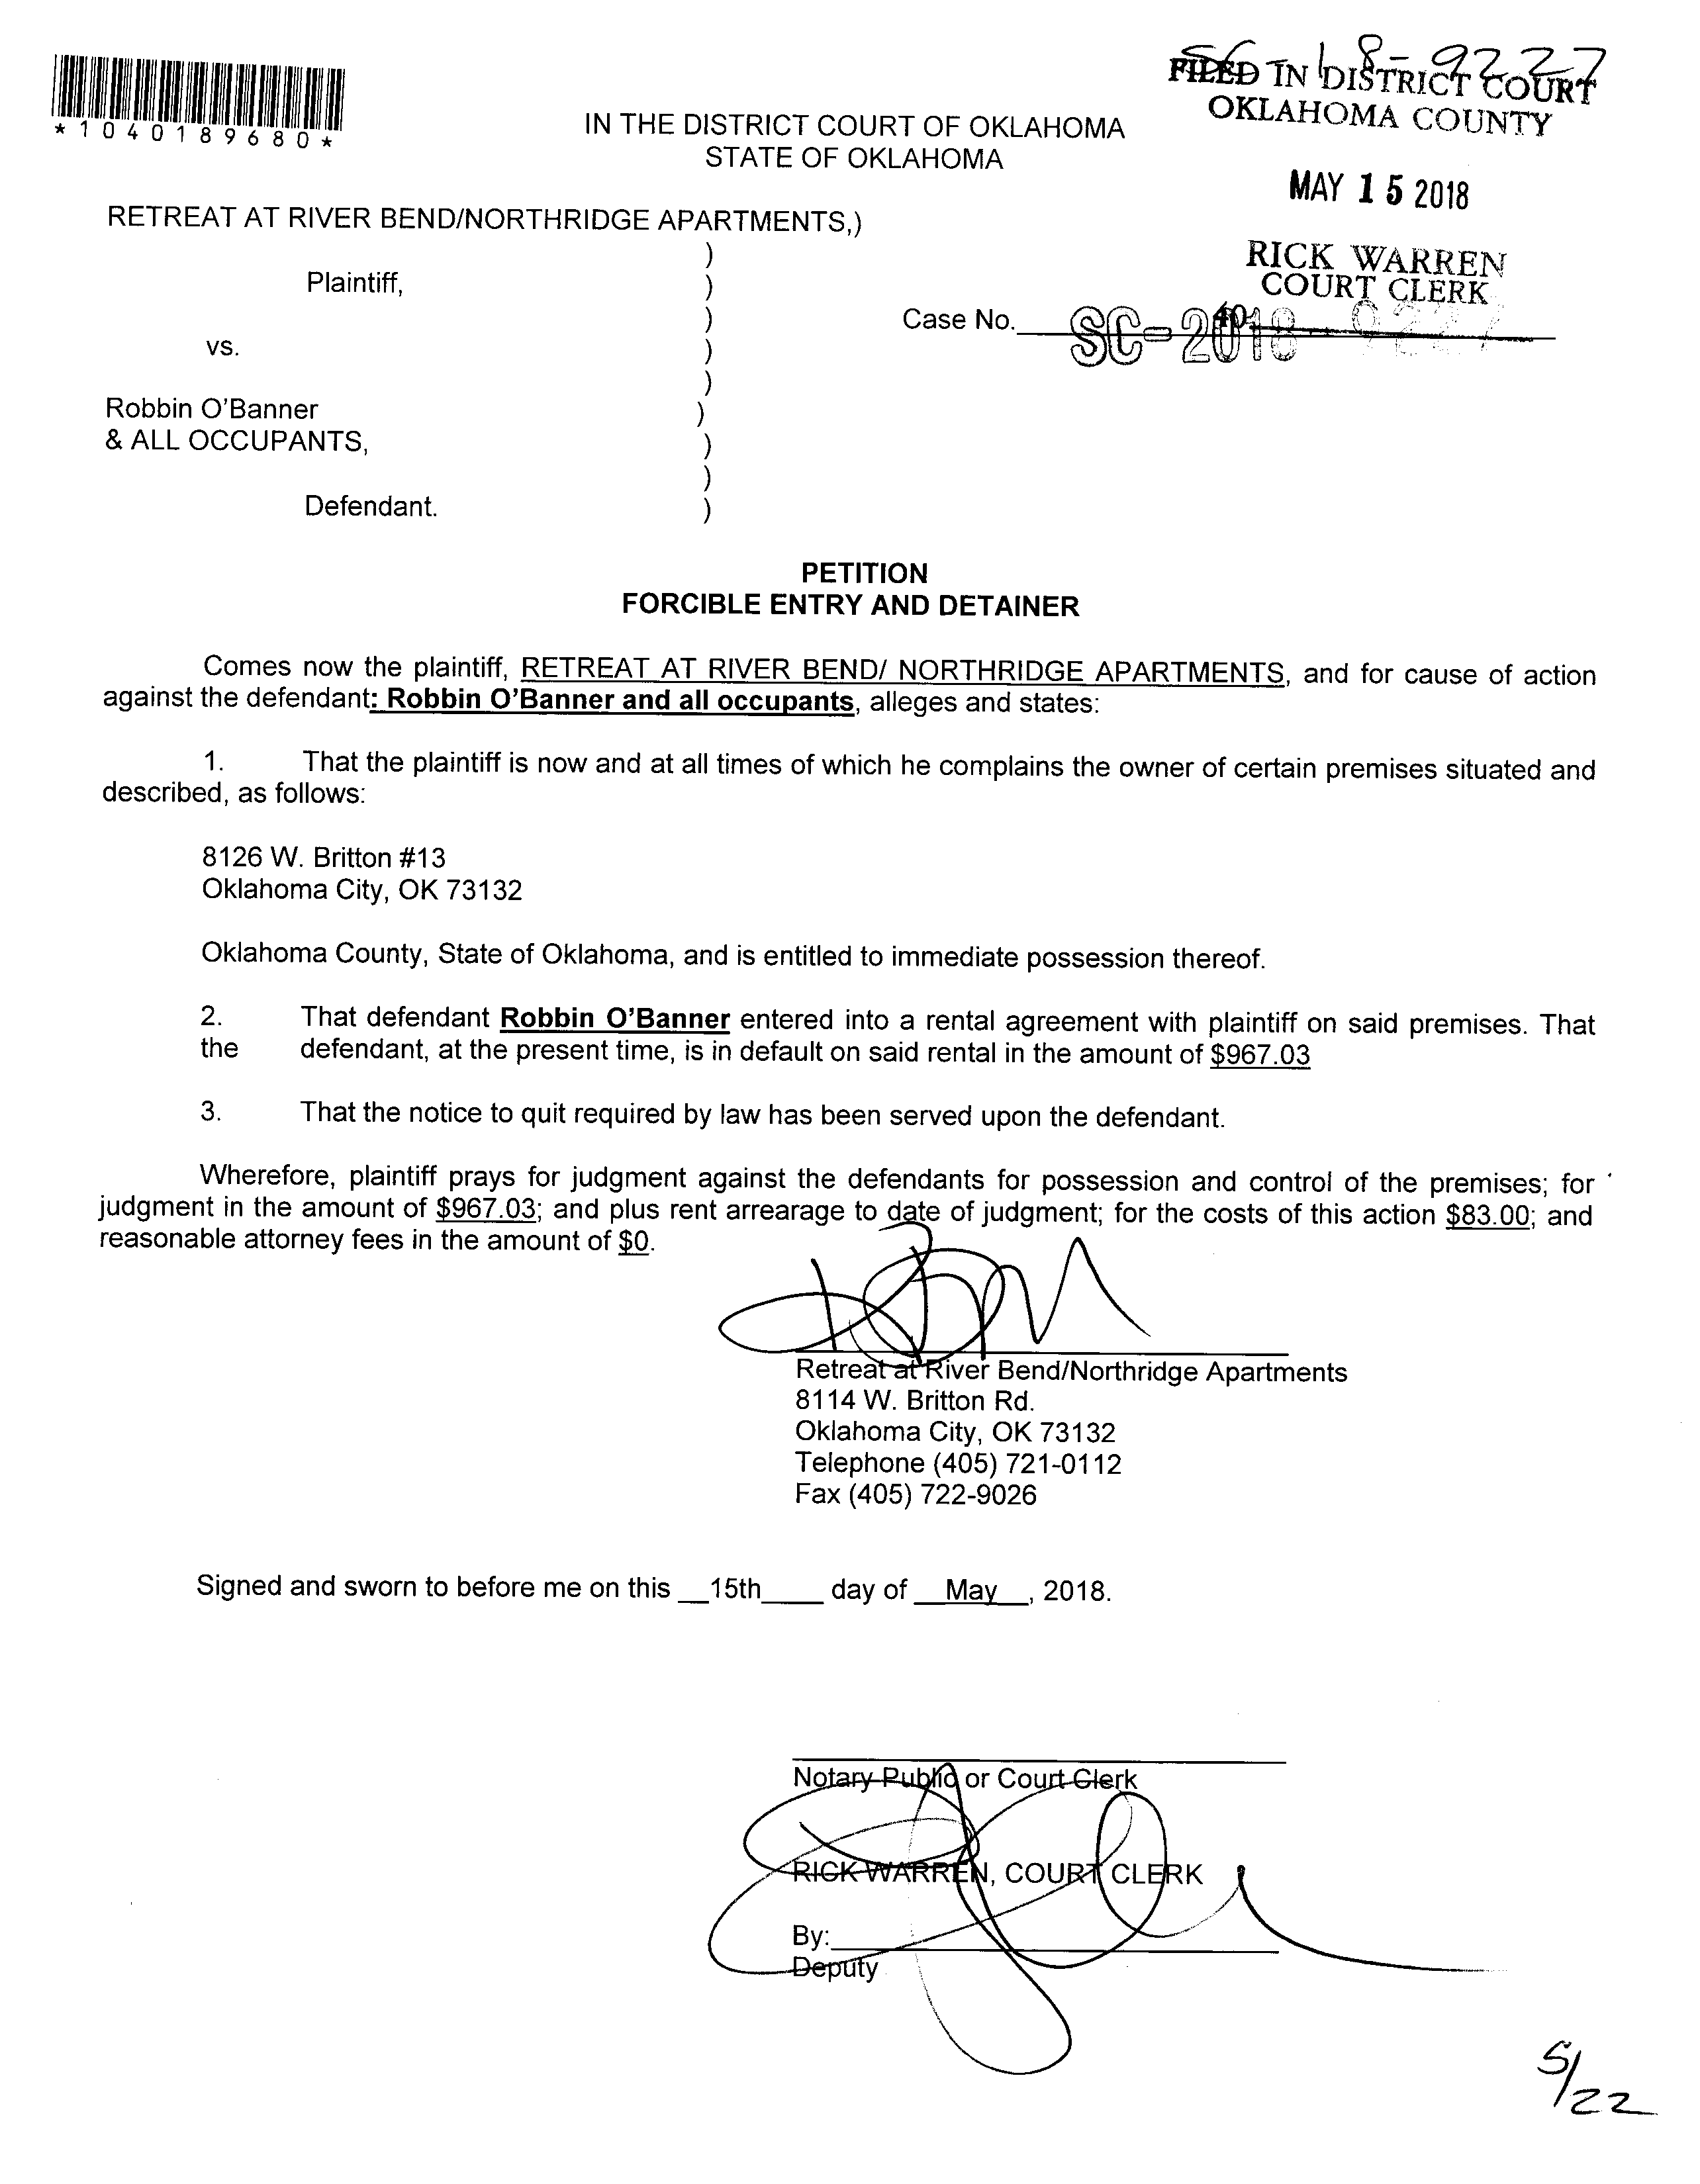 SC-18-9227
FILED IN DISTRICT COURT
OKLAHOMA COUNTY
*1040189680*
IN THE DISTRICT COURT OF OKLAHOMA
STATE OF OKLAHOMA
MAY 15 2018
RICK WARREN
COURT CLERK
40
RETREAT AT RIVER BEND/NORTHRIDGE APARTMENTS,)
)
Plaintiff, )
)
Case No. SC-2018 9227
vs. )
)
Robbin O'Banner )
& ALL OCCUPANTS, )
)
Defendant. )
PETITION
FORCIBLE ENTRY AND DETAINER
Comes now the plaintiff, RETREAT AT RIVER BEND/ NORTHRIDGE APARTMENTS, and for cause of action
against the defendant: Robbin O'Banner and all occupants, alleges and states:
1. That the plaintiff is now and at all times of which he complains the owner of certain premises situated and
described, as follows:
8126 W. Britton #13
Oklahoma City, OK 73132
Oklahoma County, State of Oklahoma, and is entitled to immediate possession thereof.
2. That defendant Robbin O'Banner entered into a rental agreement with plaintiff on said premises. That
the defendant, at the present time, is in default on said rental in the amount of $967.03
3. That the notice to quit required by law has been served upon the defendant.
Wherefore, plaintiff prays for judgment against the defendants for possession and control of the premises; for
judgment in the amount of $967.03; and plus rent arrearage to date of judgment; for the costs of this action $83.00; and
reasonable attorney fees in the amount of $0.
Retreat at River Bend/Northridge Apartments
8114 W. Britton Rd.
Oklahoma City, OK 73132
Telephone (405) 721-0112
Fax (405) 722-9026
Signed and sworn to before me on this __15th____ day of __May__, 2018.
Notary Public or Court Clerk
RICK WARREN, COURT CLERK
By:
Deputy
5/22